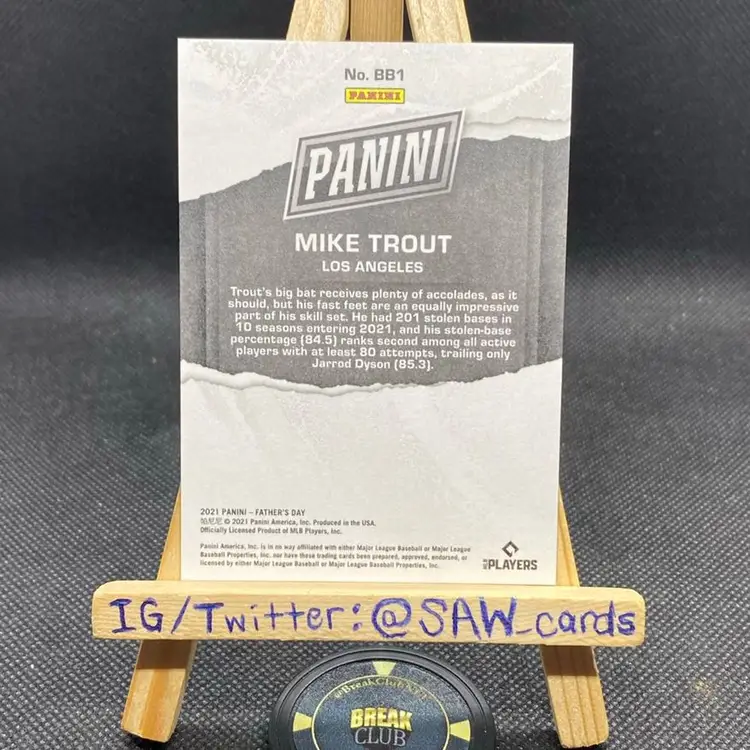 No. BB1
PANINI
PANINI
MIKE TROUT
LOS ANGELES
Trout's big bat receives plenty of accolades, as it
should, but his fast feet are an equally impressive
part of his skill set. He had 201 stolen bases in
10 seasons entering 2021, and his stolen-base
percentage (84.5) ranks second among all active
players with at least 80 attempts, trailing only
Jarrod Dyson (85.3).
2021 PANINI – FATHER'S DAY
帕尼尼 © 2021 Panini America, Inc. Produced in the USA.
Officially Licensed Product of MLB Players, Inc.
Panini America, Inc. is in no way affiliated with either Major League Baseball or Major League
Baseball Properties, Inc. nor have these trading cards been prepared, approved, endorsed, or
licensed by either Major League Baseball or Major League Baseball Properties, Inc.
MLB PLAYERS
IG/Twitter:@SAW_cards
BREAK
CLUB